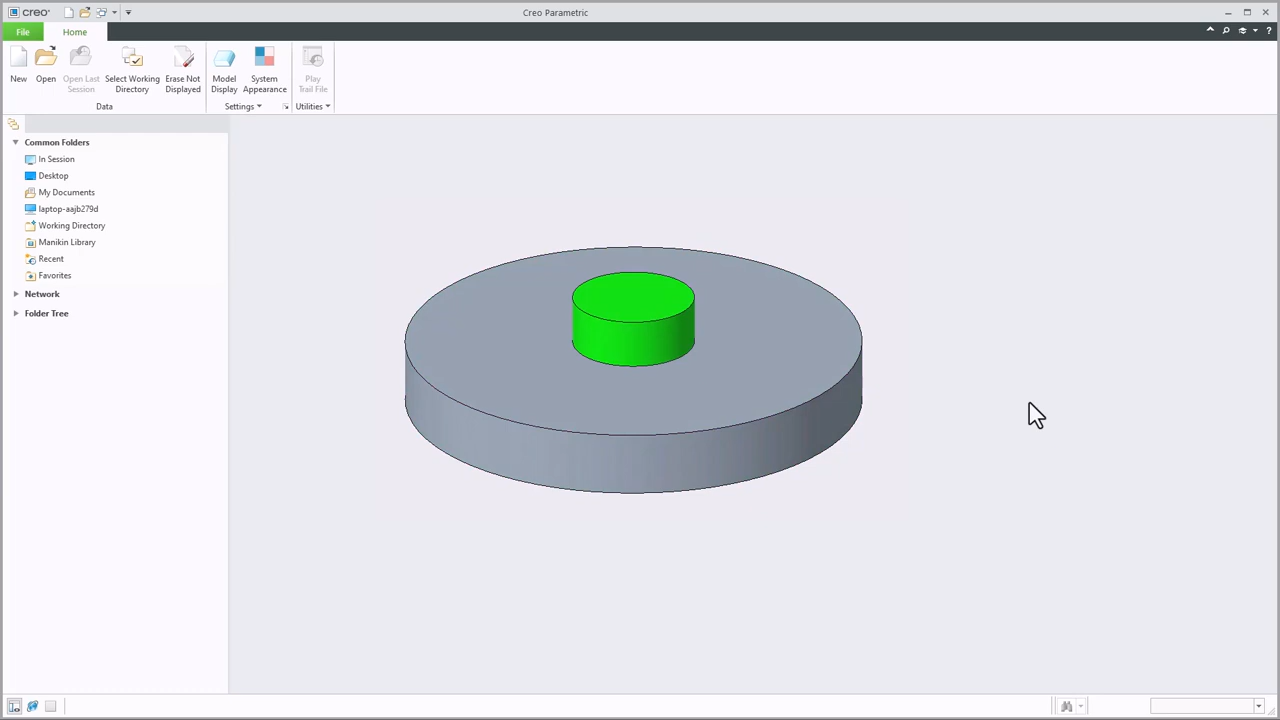 creo®
Creo Parametric
File
Home
New
Open
Open Last
Session
Select Working
Directory
Erase Not
Displayed
Model
Display
System
Appearance
Play
Trail File
Data
Settings
Utilities
Common Folders
In Session
Desktop
My Documents
laptop-aajb279d
Working Directory
Manikin Library
Recent
Favorites
Network
Folder Tree